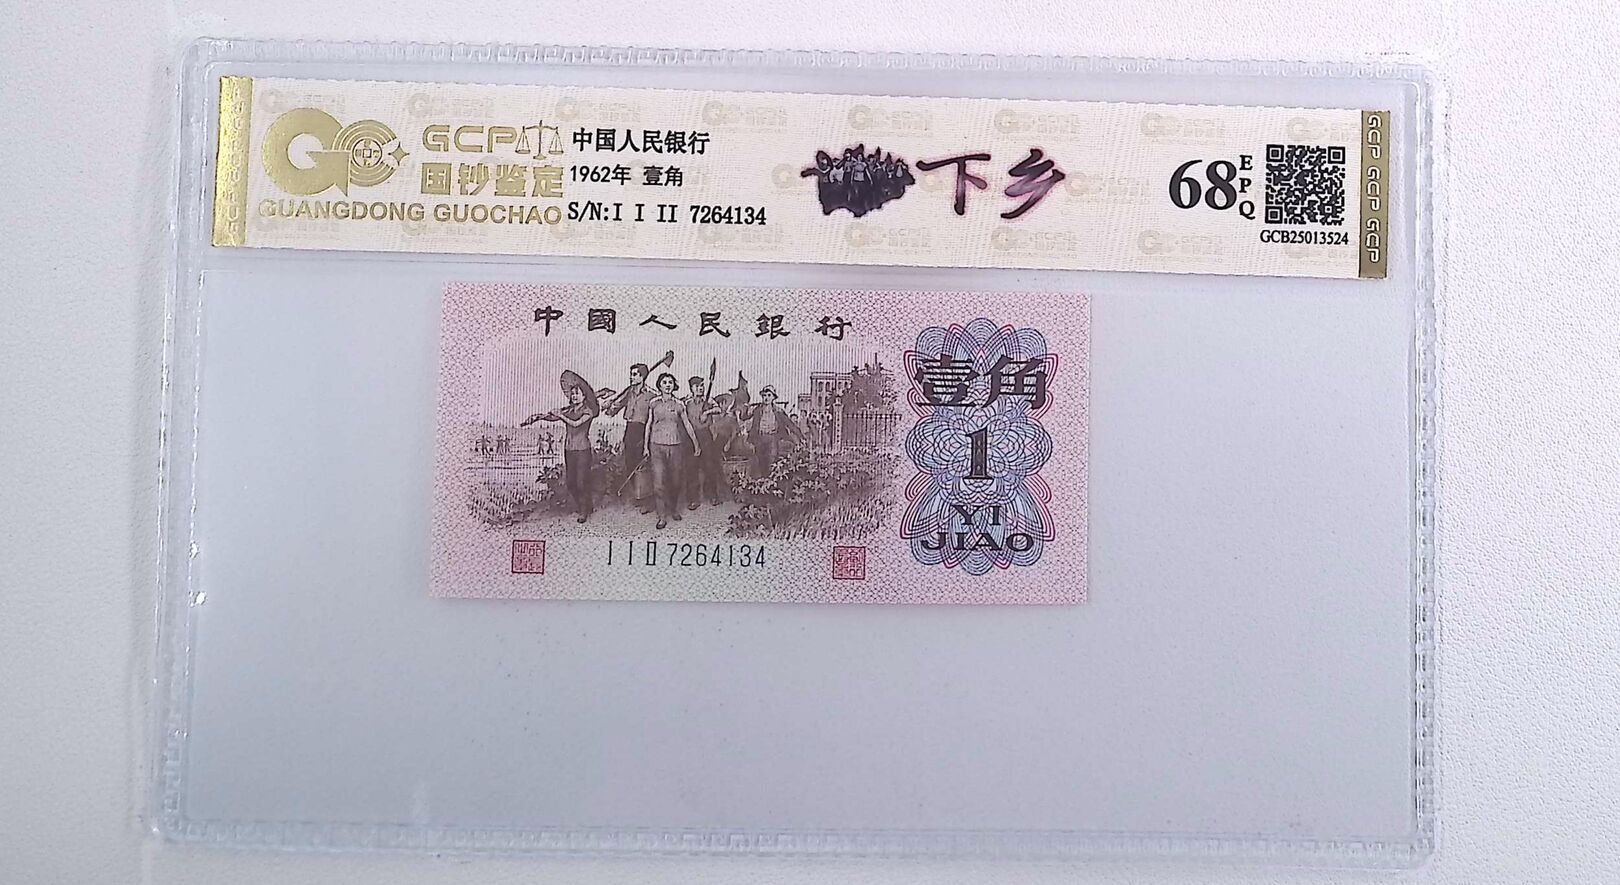 GCP
国钞鉴定
GUANGDONG GUOCHAO
中国人民银行
1962年 壹角
S/N:I I II 7264134
下乡
68
EPQ
GCB25013524
GCP GCP GCP
中國人民銀行
壹角
1
YI
JIAO
I I II 7264134